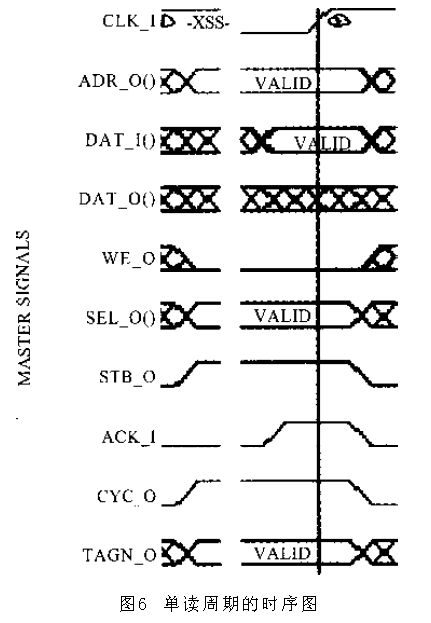 CLK_I -XSS-
ADR_O() VALID
DAT_I() VALID
DAT_O()
WE_O
SEL_O() VALID
STB_O
ACK_I
CYC_O
TAGN_O VALID
MASTER SIGNALS
图6 单读周期的时序图